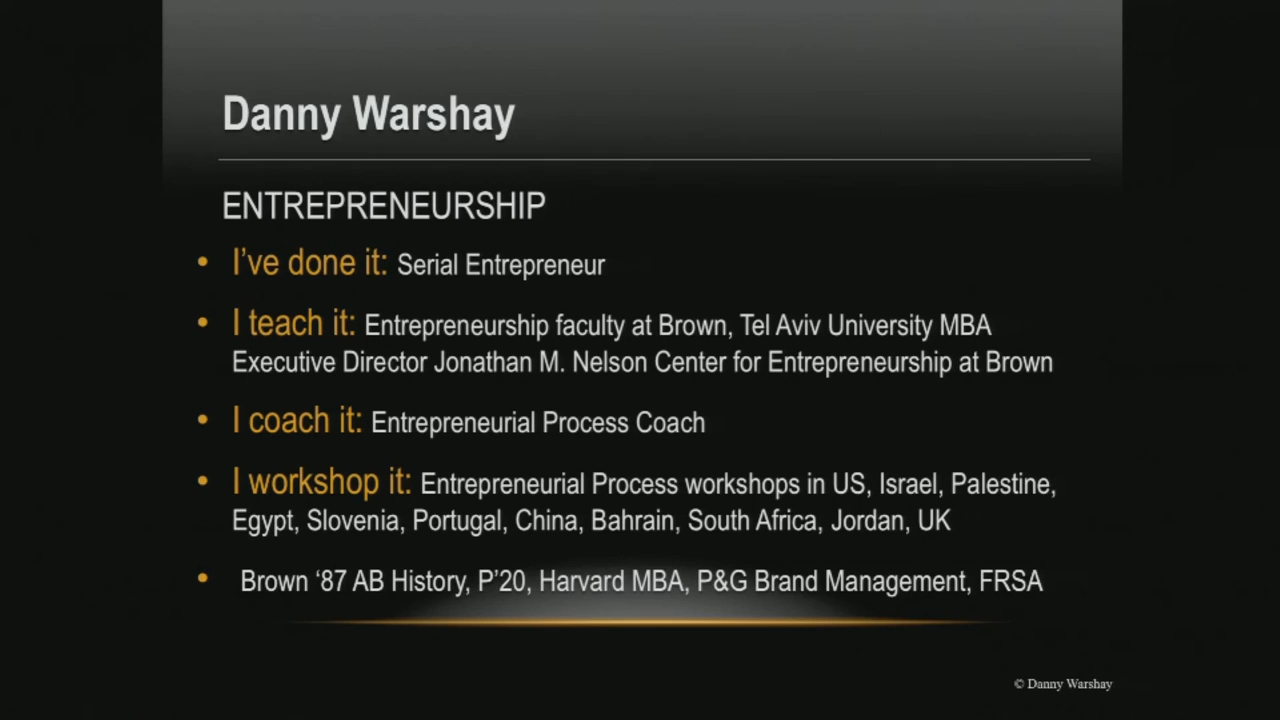 Danny Warshay
ENTREPRENEURSHIP
• I've done it: Serial Entrepreneur
• I teach it: Entrepreneurship faculty at Brown, Tel Aviv University MBA
Executive Director Jonathan M. Nelson Center for Entrepreneurship at Brown
• I coach it: Entrepreneurial Process Coach
• I workshop it: Entrepreneurial Process workshops in US, Israel, Palestine,
Egypt, Slovenia, Portugal, China, Bahrain, South Africa, Jordan, UK
• Brown ‘87 AB History, P’20, Harvard MBA, P&G Brand Management, FRSA
© Danny Warshay